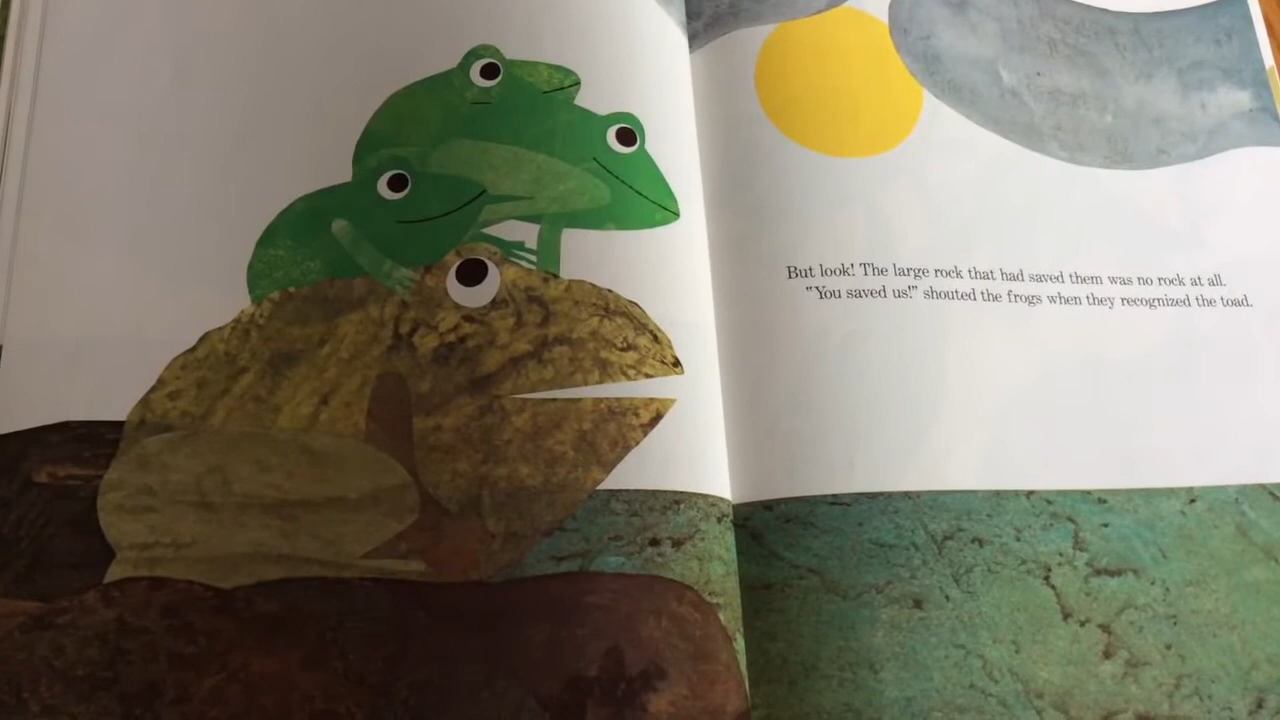 But look! The large rock that had saved them was no rock at all.
“You saved us!” shouted the frogs when they recognized the toad.